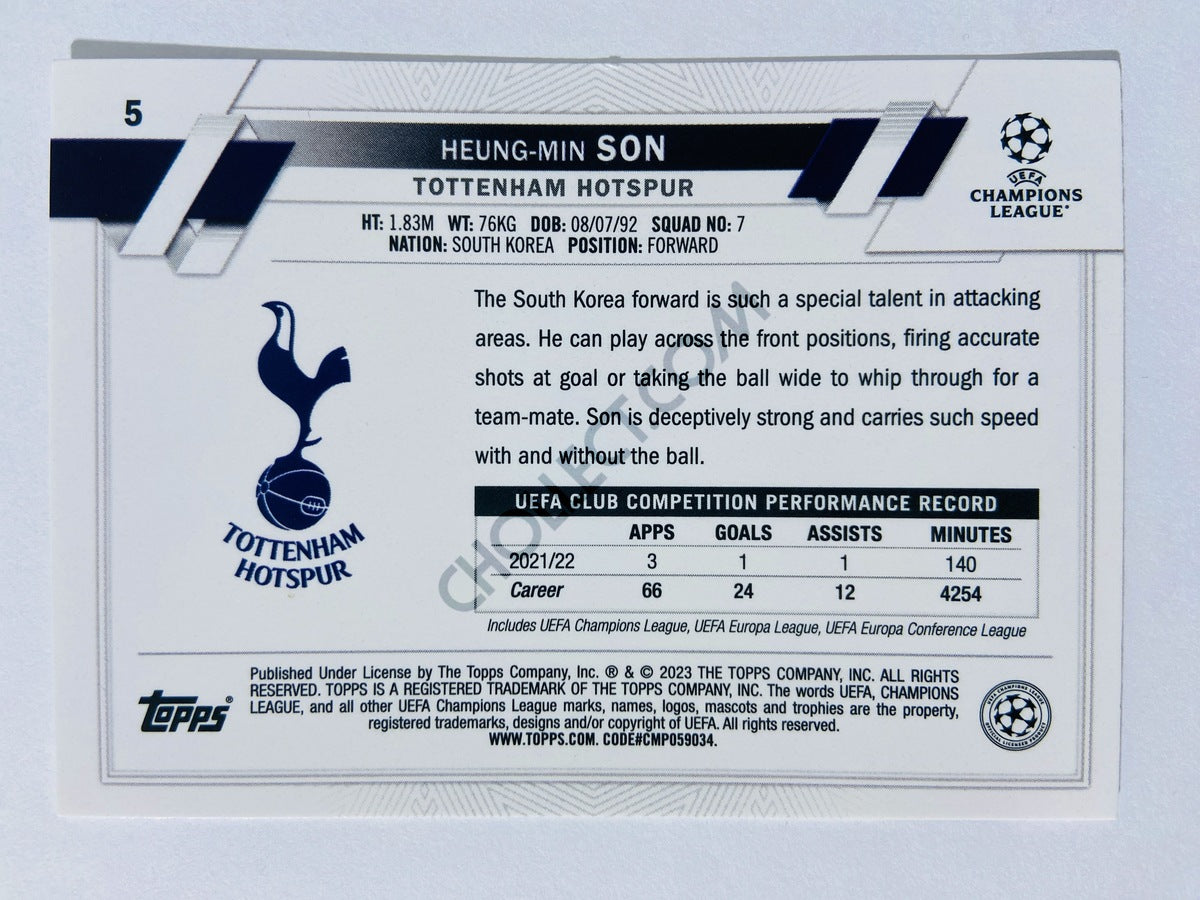 5
HEUNG-MIN SON
TOTTENHAM HOTSPUR
HT: 1.83M WT: 76KG DOB: 08/07/92 SQUAD NO: 7
NATION: SOUTH KOREA POSITION: FORWARD
UEFA
CHAMPIONS
LEAGUE
The South Korea forward is such a special talent in attacking
areas. He can play across the front positions, firing accurate
shots at goal or taking the ball wide to whip through for a
team-mate. Son is deceptively strong and carries such speed
with and without the ball.
TOTTENHAM
HOTSPUR
UEFA CLUB COMPETITION PERFORMANCE RECORD
APPS GOALS ASSISTS MINUTES
2021/22 3 1 1 140
Career 66 24 12 4254
Includes UEFA Champions League, UEFA Europa League, UEFA Europa Conference League
CHOLLECT.COM
Topps®
Published Under License by The Topps Company, Inc. ® & © 2023 THE TOPPS COMPANY, INC. ALL RIGHTS
RESERVED. TOPPS IS A REGISTERED TRADEMARK OF THE TOPPS COMPANY, INC. The words UEFA, CHAMPIONS
LEAGUE, and all other UEFA Champions League marks, names, logos, mascots and trophies are the property,
registered trademarks, designs and/or copyright of UEFA. All rights reserved.
WWW.TOPPS.COM. CODE#CMP059034.
UEFA CHAMPIONS LEAGUE
OFFICIAL LICENSED PRODUCT